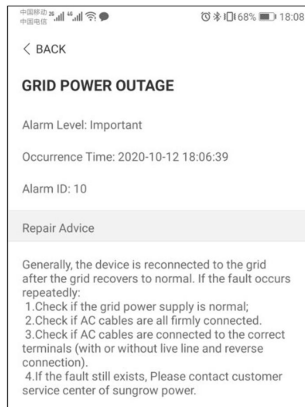 中国移动
中国电信
68% 18:08
< BACK
GRID POWER OUTAGE
Alarm Level: Important
Occurrence Time: 2020-10-12 18:06:39
Alarm ID: 10
Repair Advice
Generally, the device is reconnected to the grid
after the grid recovers to normal. If the fault occurs
repeatedly:
1.Check if the grid power supply is normal;
2.Check if AC cables are all firmly connected.
3.Check if AC cables are connected to the correct
terminals (with or without live line and reverse
connection).
4.If the fault still exists, Please contact customer
service center of sungrow power.